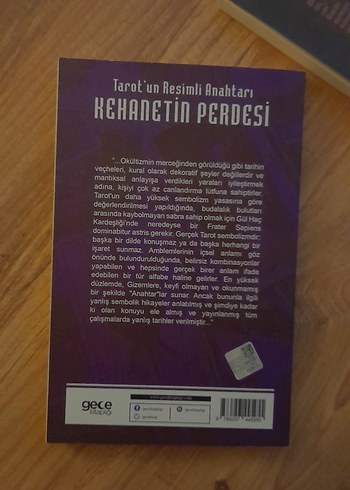 Tarot'un Resimli Anahtarı
KEHANETİN PERDESİ
"...Okültizmin merceğinden görüldüğü gibi tarihin
veçheleri, kural olarak dekoratif şeyler değillerdir ve
mantıksal anlayışa verdikleri yaraları iyileştirmek
adına, kişiyi çok az canlandırma lütfuna sahiptirler.
Tarot'un daha yüksek sembolizm yasasına göre
değerlendirilmesi yapıldığında, budalalık bulutları
arasında kaybolmayan sabra sahip olmak için Gül Haç
Kardeşliği'nde neredeyse bir Frater Sapiens
dominabitur astris gerekir. Gerçek Tarot sembolizmdir;
başka bir dilde konuşmaz ya da başka herhangi bir
işaret sunmaz. Amblemlerinin içsel anlamı göz
önünde bulundurulduğunda, belirsiz kombinasyonlar
yapabilen ve hepsinde gerçek birer anlam ifade
edebilen bir tür alfabe haline gelirler. En yüksek
düzlemde, Gizemlere, keyfi olmayan ve okunmamış
bir şekilde "Anahtar"lar sunar. Ancak bununla ilgili
yanlış sembolik hikayeler anlatılmış ve şimdiye kadar
ki olan konuyu ele almış ve yayınlanmış tüm
çalışmalarda yanlış tarihler verilmiştir..."
gece
kitaplığı